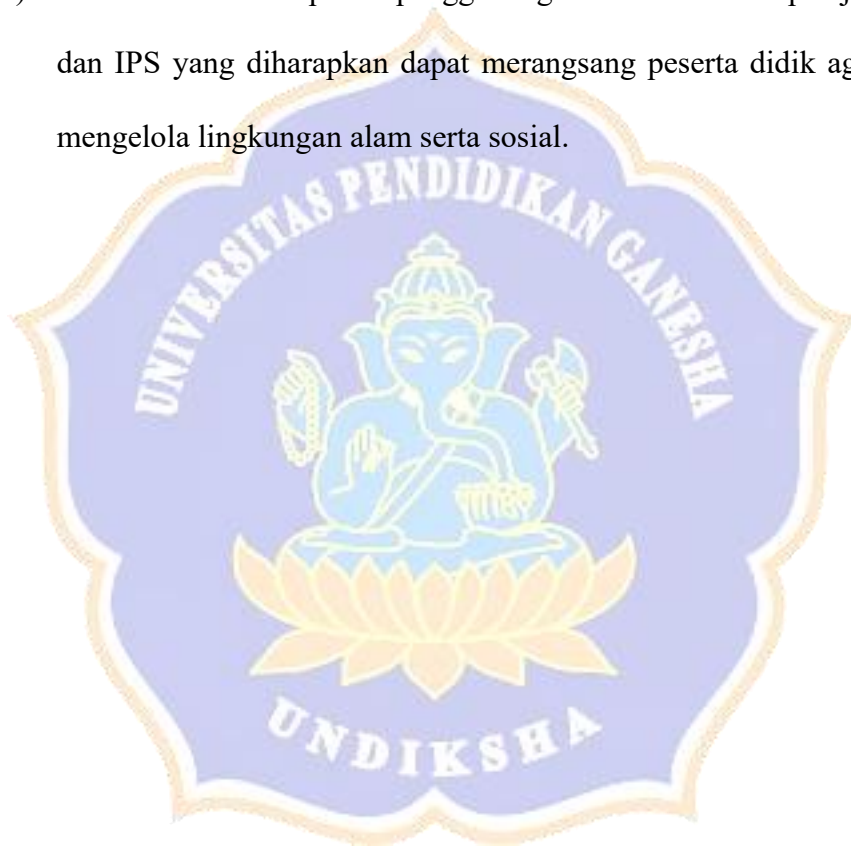 dan IPS yang diharapkan dapat merangsang peserta didik ag
mengelola lingkungan alam serta sosial.
UNIVERSITAS PENDIDIKAN GANESHA
UNDIKSHA